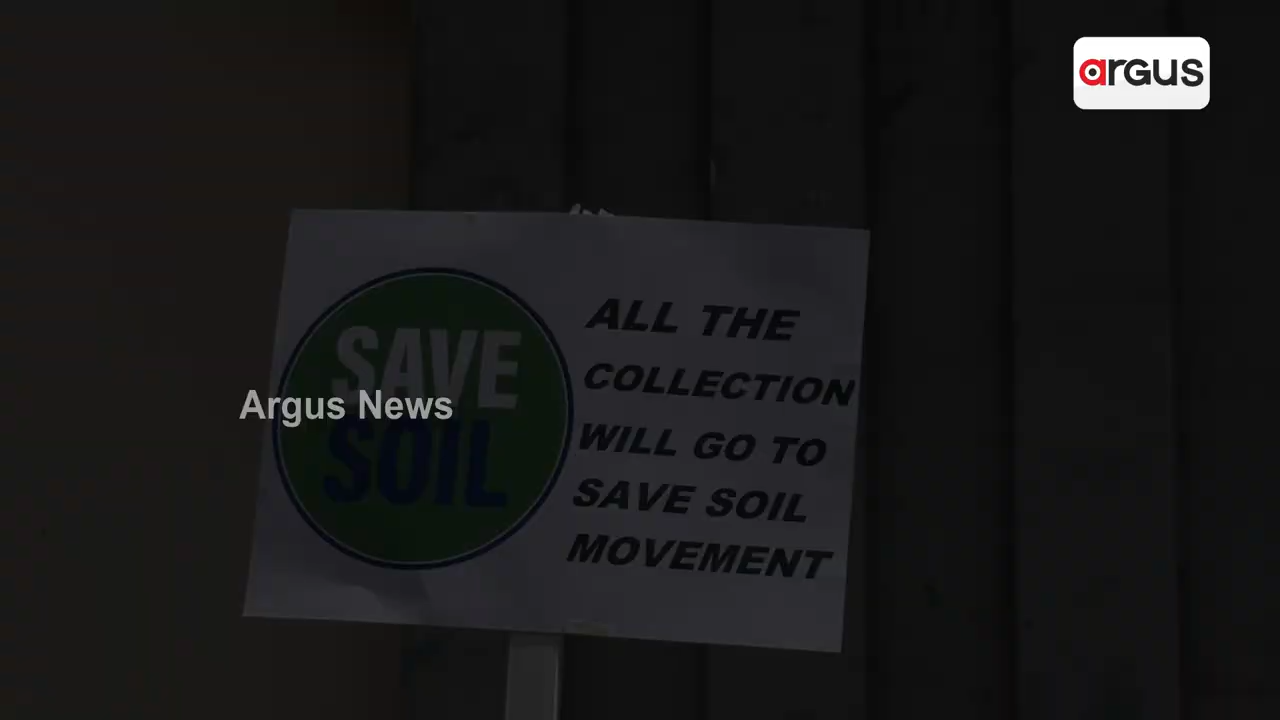 argus
SAVE
SOIL
Argus News
ALL THE
COLLECTION
WILL GO TO
SAVE SOIL
MOVEMENT